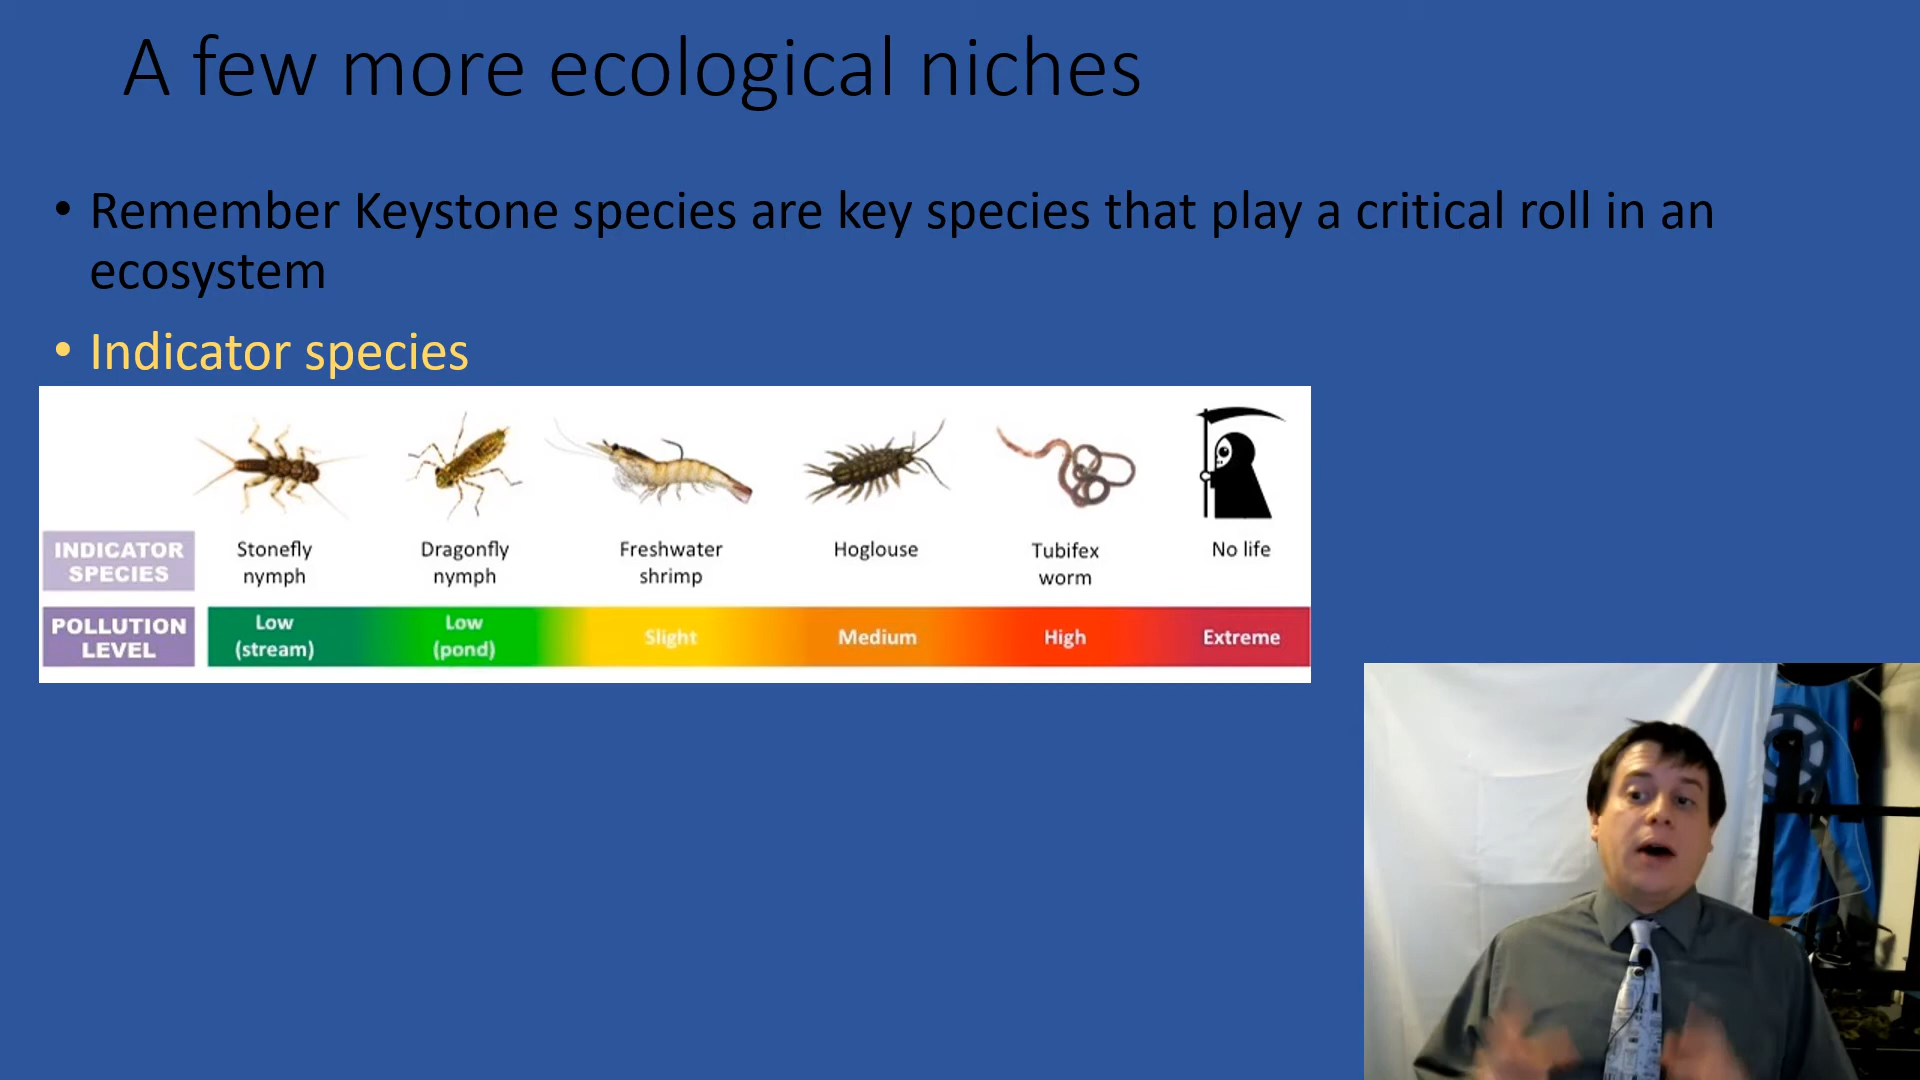 A few more ecological niches
• Remember Keystone species are key species that play a critical roll in an
ecosystem
• Indicator species
INDICATOR
SPECIES
Stonefly
nymph
Dragonfly
nymph
Freshwater
shrimp
Hoglouse
Tubifex
worm
No life
POLLUTION
LEVEL
Low
(stream)
Low
(pond)
Slight
Medium
High
Extreme